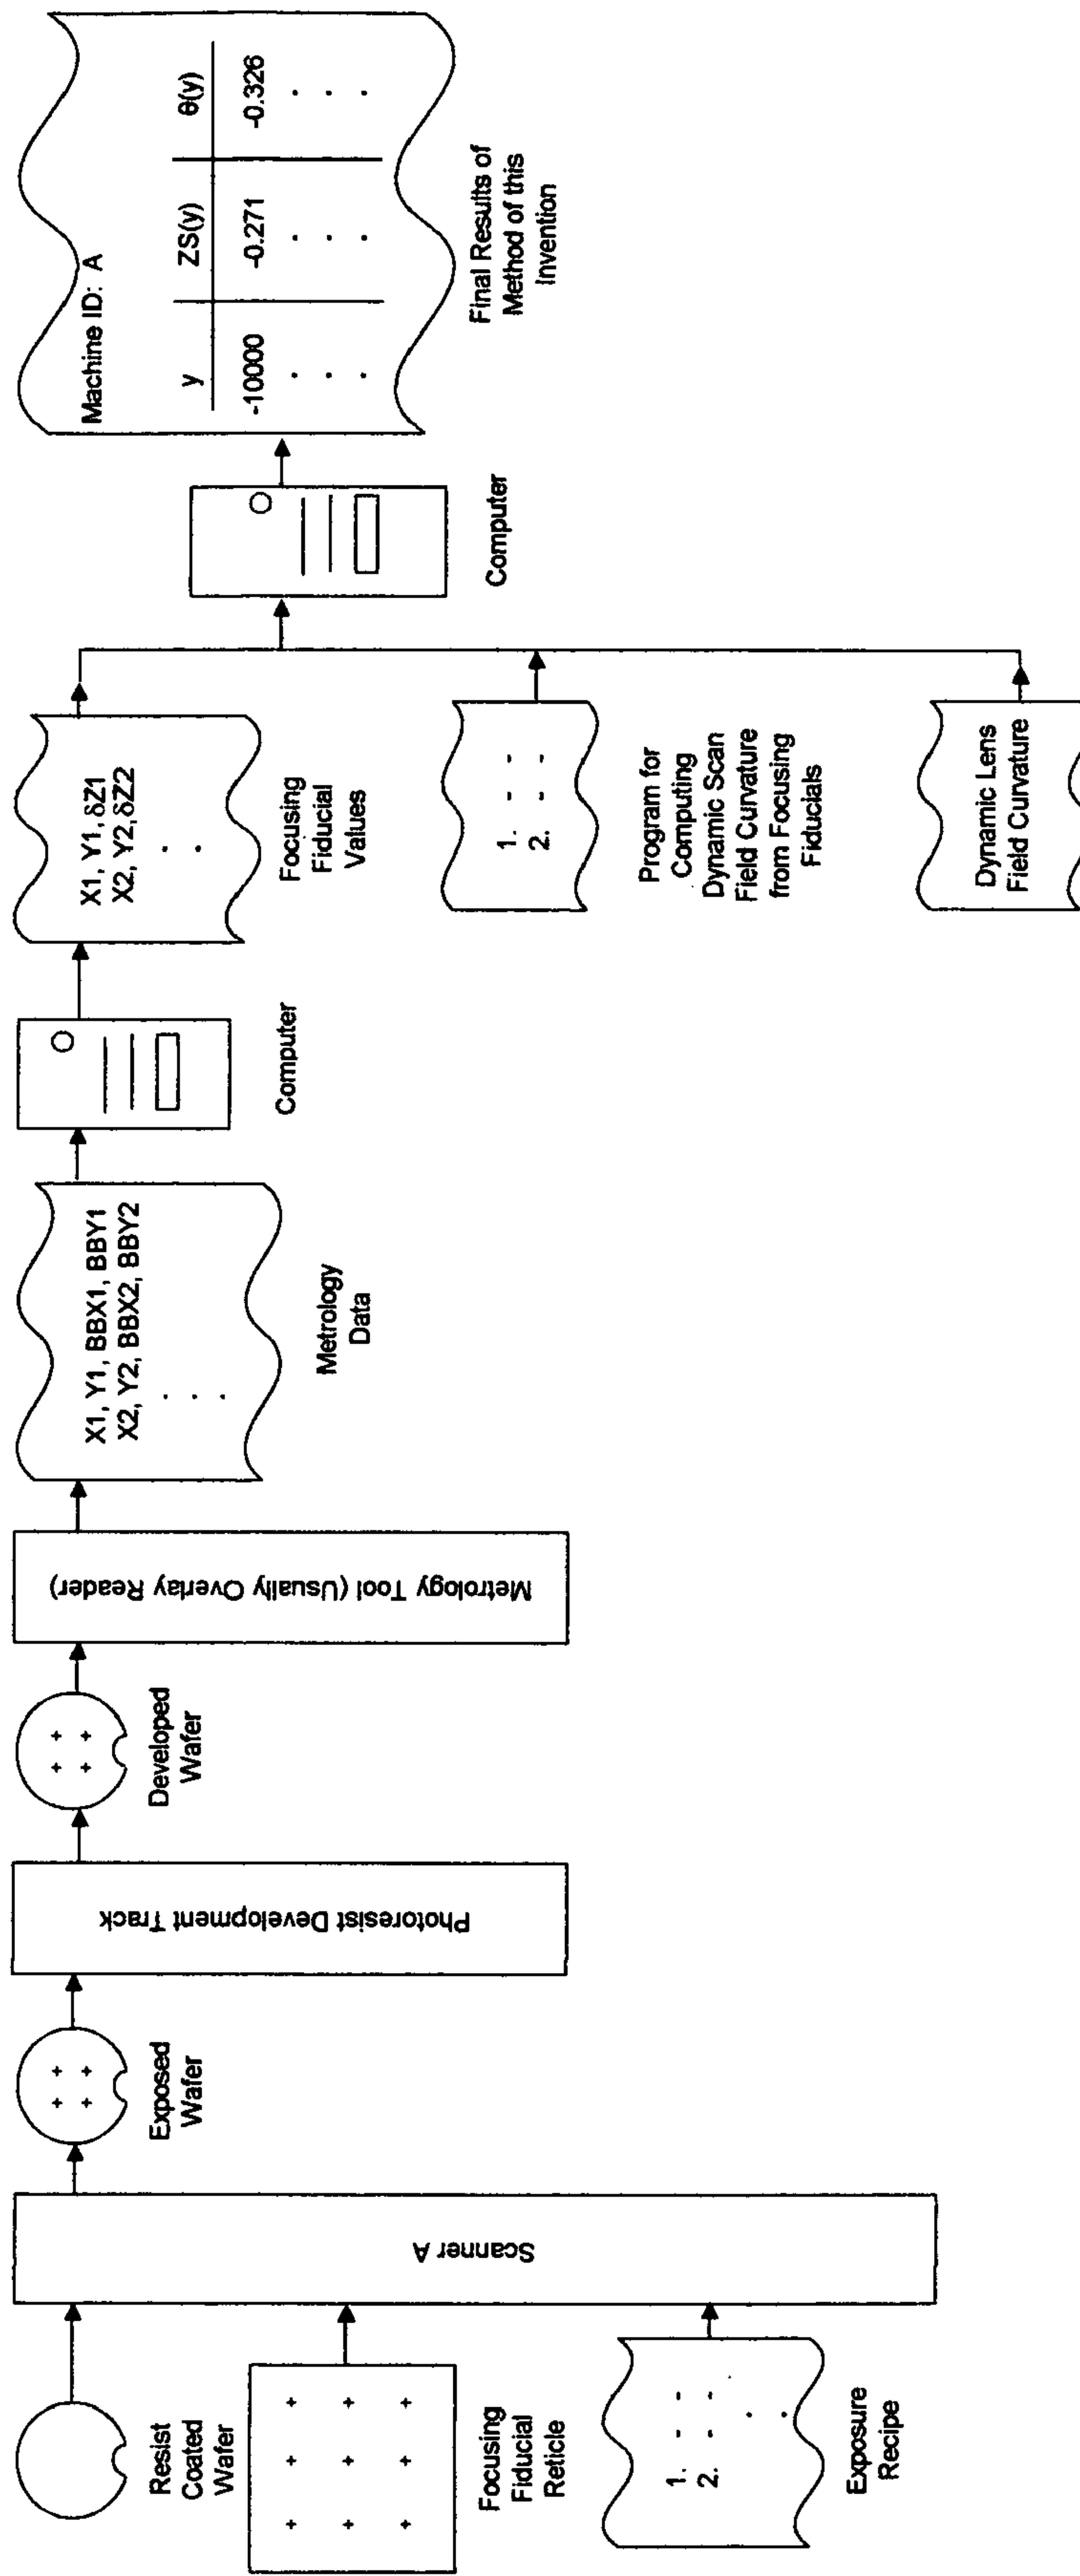 Resist
Coated
Wafer
Focusing
Fiducial
Reticle
1. - -
2. - -
Exposure
Recipe
Scanner A
Exposed
Wafer
Photoresist Development Track
Developed
Wafer
Metrology Tool (Usually Overlay Reader)
X1, Y1, BBX1, BBY1
X2, Y2, BBX2, BBY2
Metrology
Data
Computer
X1, Y1, δZ1
X2, Y2, δZ2
Focusing
Fiducial
Values
1. - -
2. - -
Program for
Computing
Dynamic Scan
Field Curvature
from Focusing
Fiducials
Dynamic Lens
Field Curvature
Computer
Machine ID: A
y ZS(y) θ(y)
-10000 -0.271 -0.326
Final Results of
Method of this
Invention